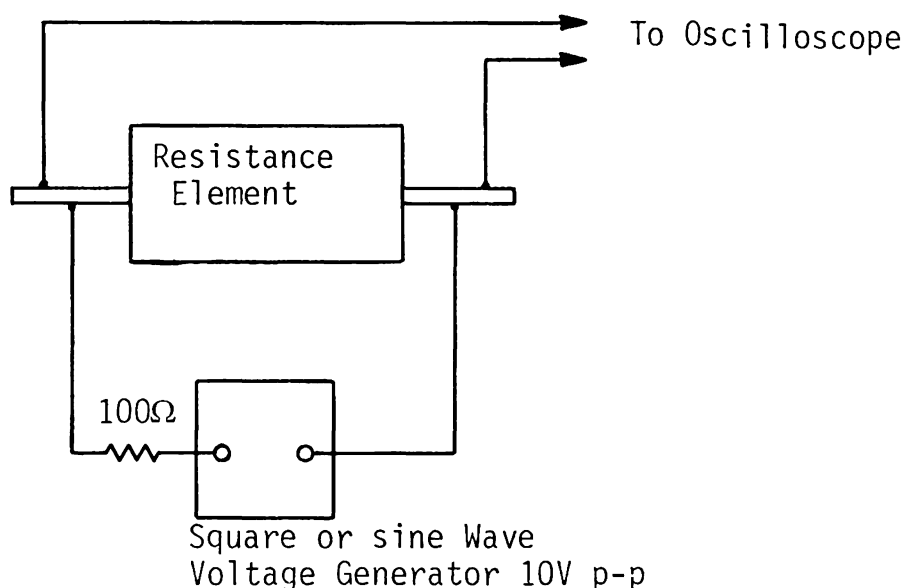 To Oscilloscope
Resistance
Element
100Ω
Square or sine Wave
Voltage Generator 10V p-p